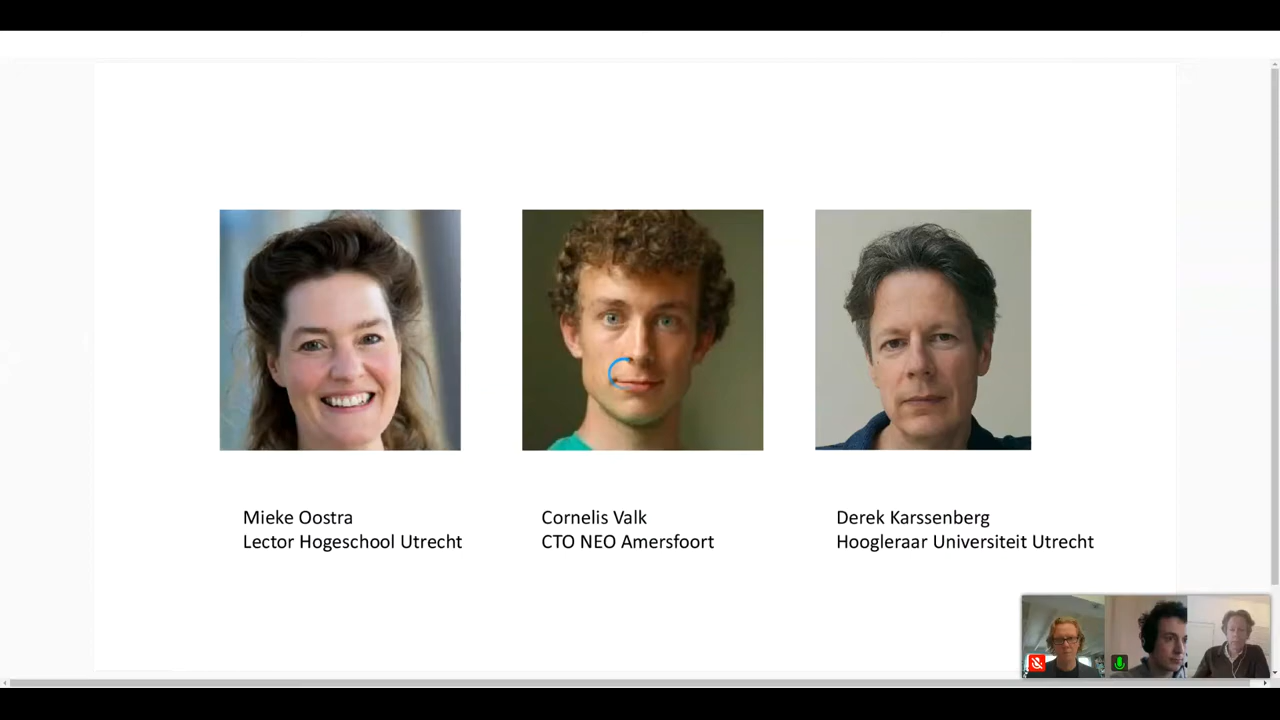 Mieke Oostra
Lector Hogeschool Utrecht
Cornelis Valk
CTO NEO Amersfoort
Derek Karssenberg
Hoogleraar Universiteit Utrecht